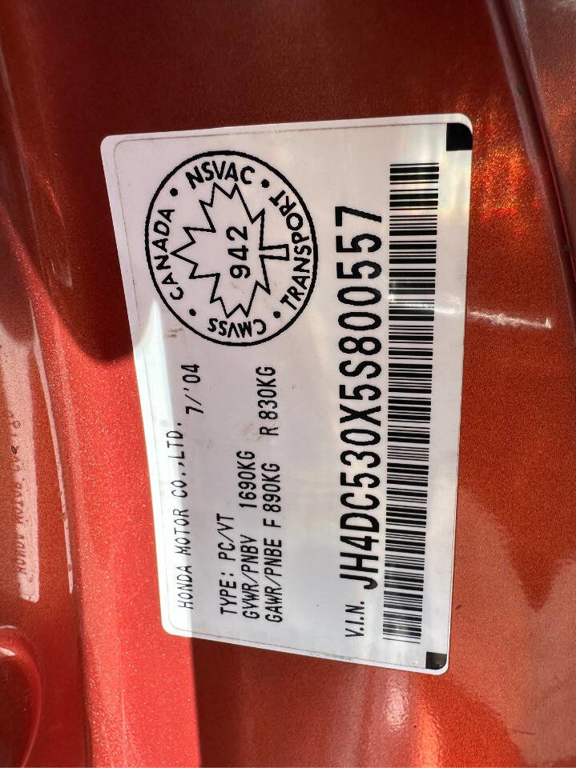 NSVAC • TRANSPORT • CMVSS • CANADA •
942
HONDA MOTOR CO.,LTD. 7/'04
TYPE: PC/VT
GVWR/PNBV 1690KG
GAWR/PNBE F 890KG R 830KG
V.I.N. JH4DC530X5S800557